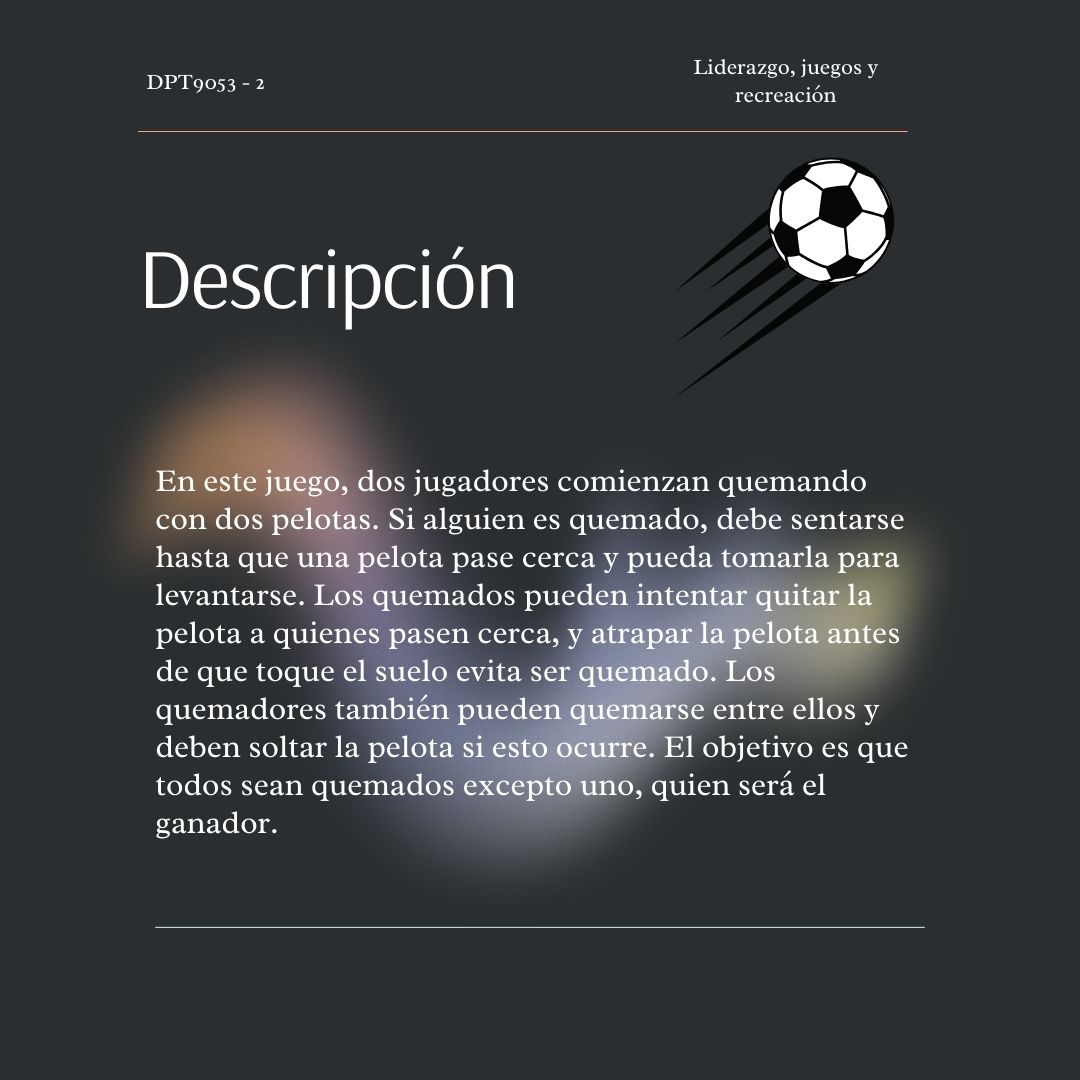 DPT9053 - 2
Liderazgo, juegos y
recreación
Descripción
En este juego, dos jugadores comienzan quemando
con dos pelotas. Si alguien es quemado, debe sentarse
hasta que una pelota pase cerca y pueda tomarla para
levantarse. Los quemados pueden intentar quitar la
pelota a quienes pasen cerca, y atrapar la pelota antes
de que toque el suelo evita ser quemado. Los
quemadores también pueden quemarse entre ellos y
deben soltar la pelota si esto ocurre. El objetivo es que
todos sean quemados excepto uno, quien será el
ganador.